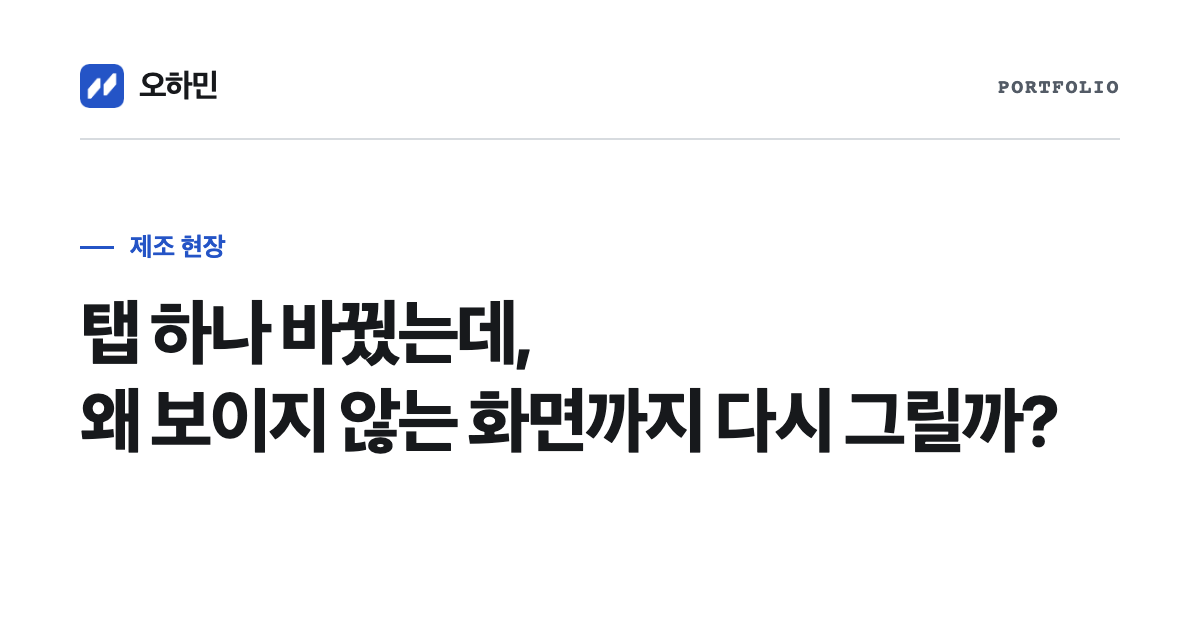 오하민
PORTFOLIO
제조 현장
탭 하나 바꿨는데,
왜 보이지 않는 화면까지 다시 그릴까?